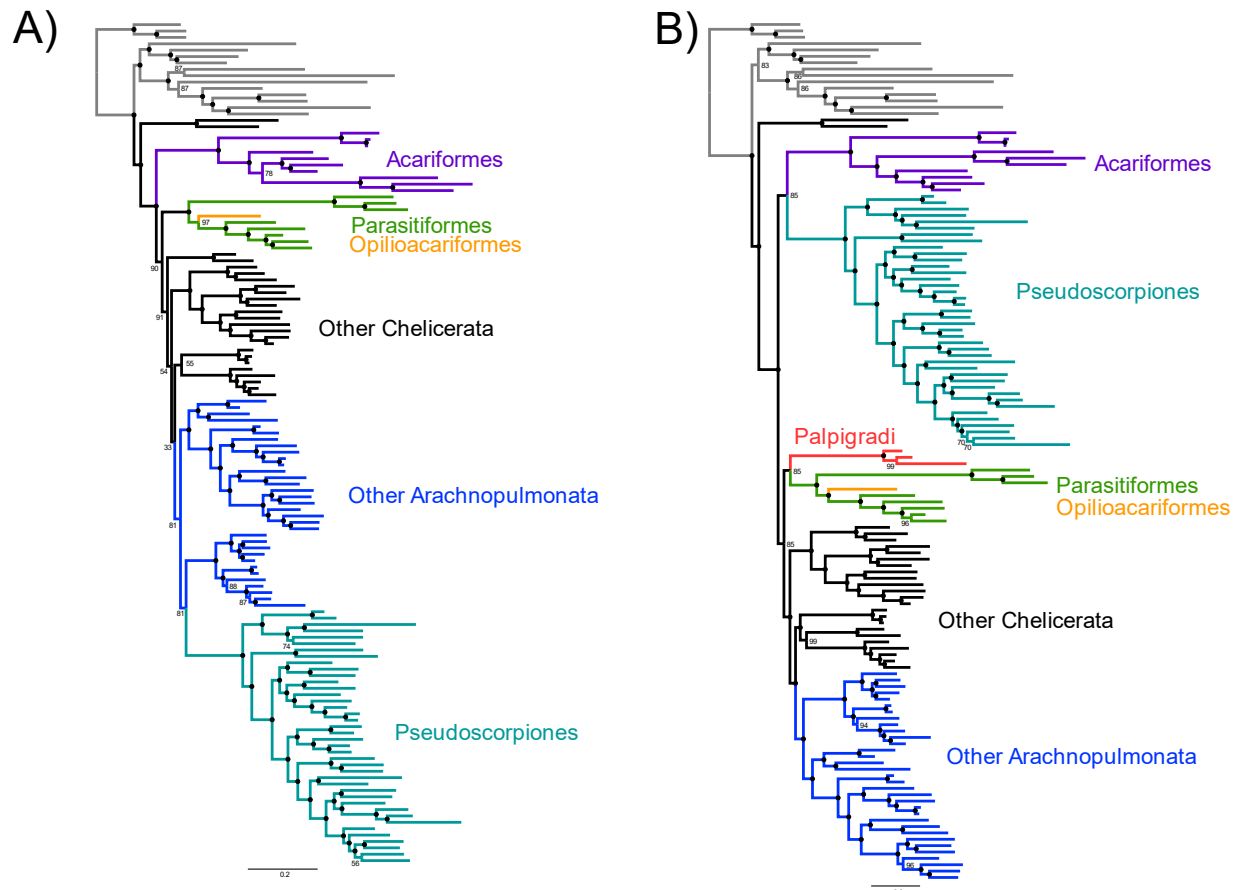 A)
B)
87
87
83
86
86
Acariformes
78
Acariformes
85
97
Parasitiformes
Opilioacariformes
90
91
Other Chelicerata
55
54
Pseudoscorpiones
33
Other Arachnopulmonata
81
70
70
Palpigradi
99
85
Parasitiformes
Opilioacariformes
96
85
88
87
81
74
Other Chelicerata
99
Pseudoscorpiones
94
Other Arachnopulmonata
56
96
0.2